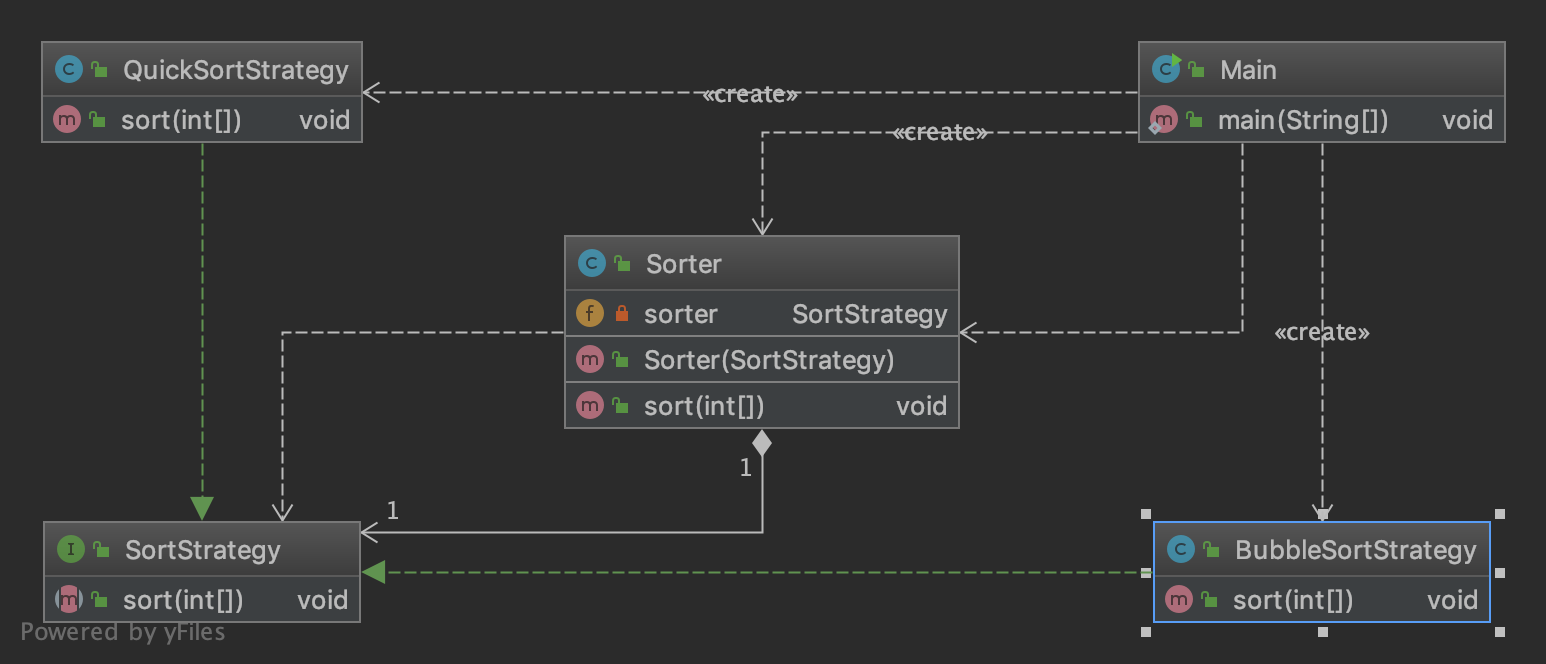 QuickSortStrategy
sort(int[]) void
Main
main(String[]) void
«create»
«create»
Sorter
sorter SortStrategy
Sorter(SortStrategy)
sort(int[]) void
«create»
1
1
SortStrategy
sort(int[]) void
BubbleSortStrategy
sort(int[]) void
Powered by yFiles